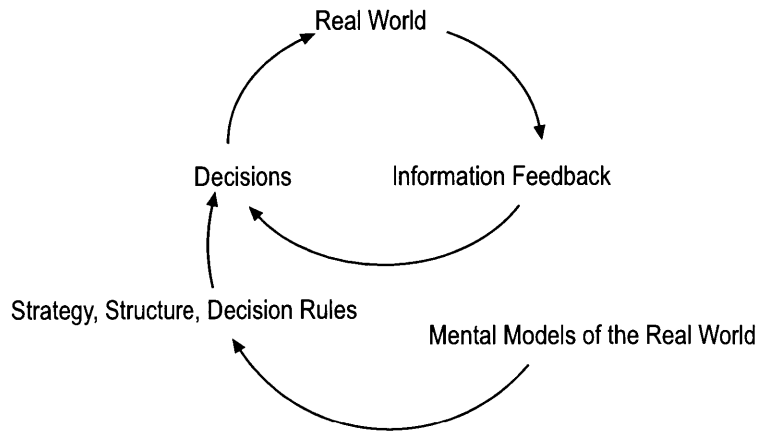 Real World
Decisions
Information Feedback
Strategy, Structure, Decision Rules
Mental Models of the Real World